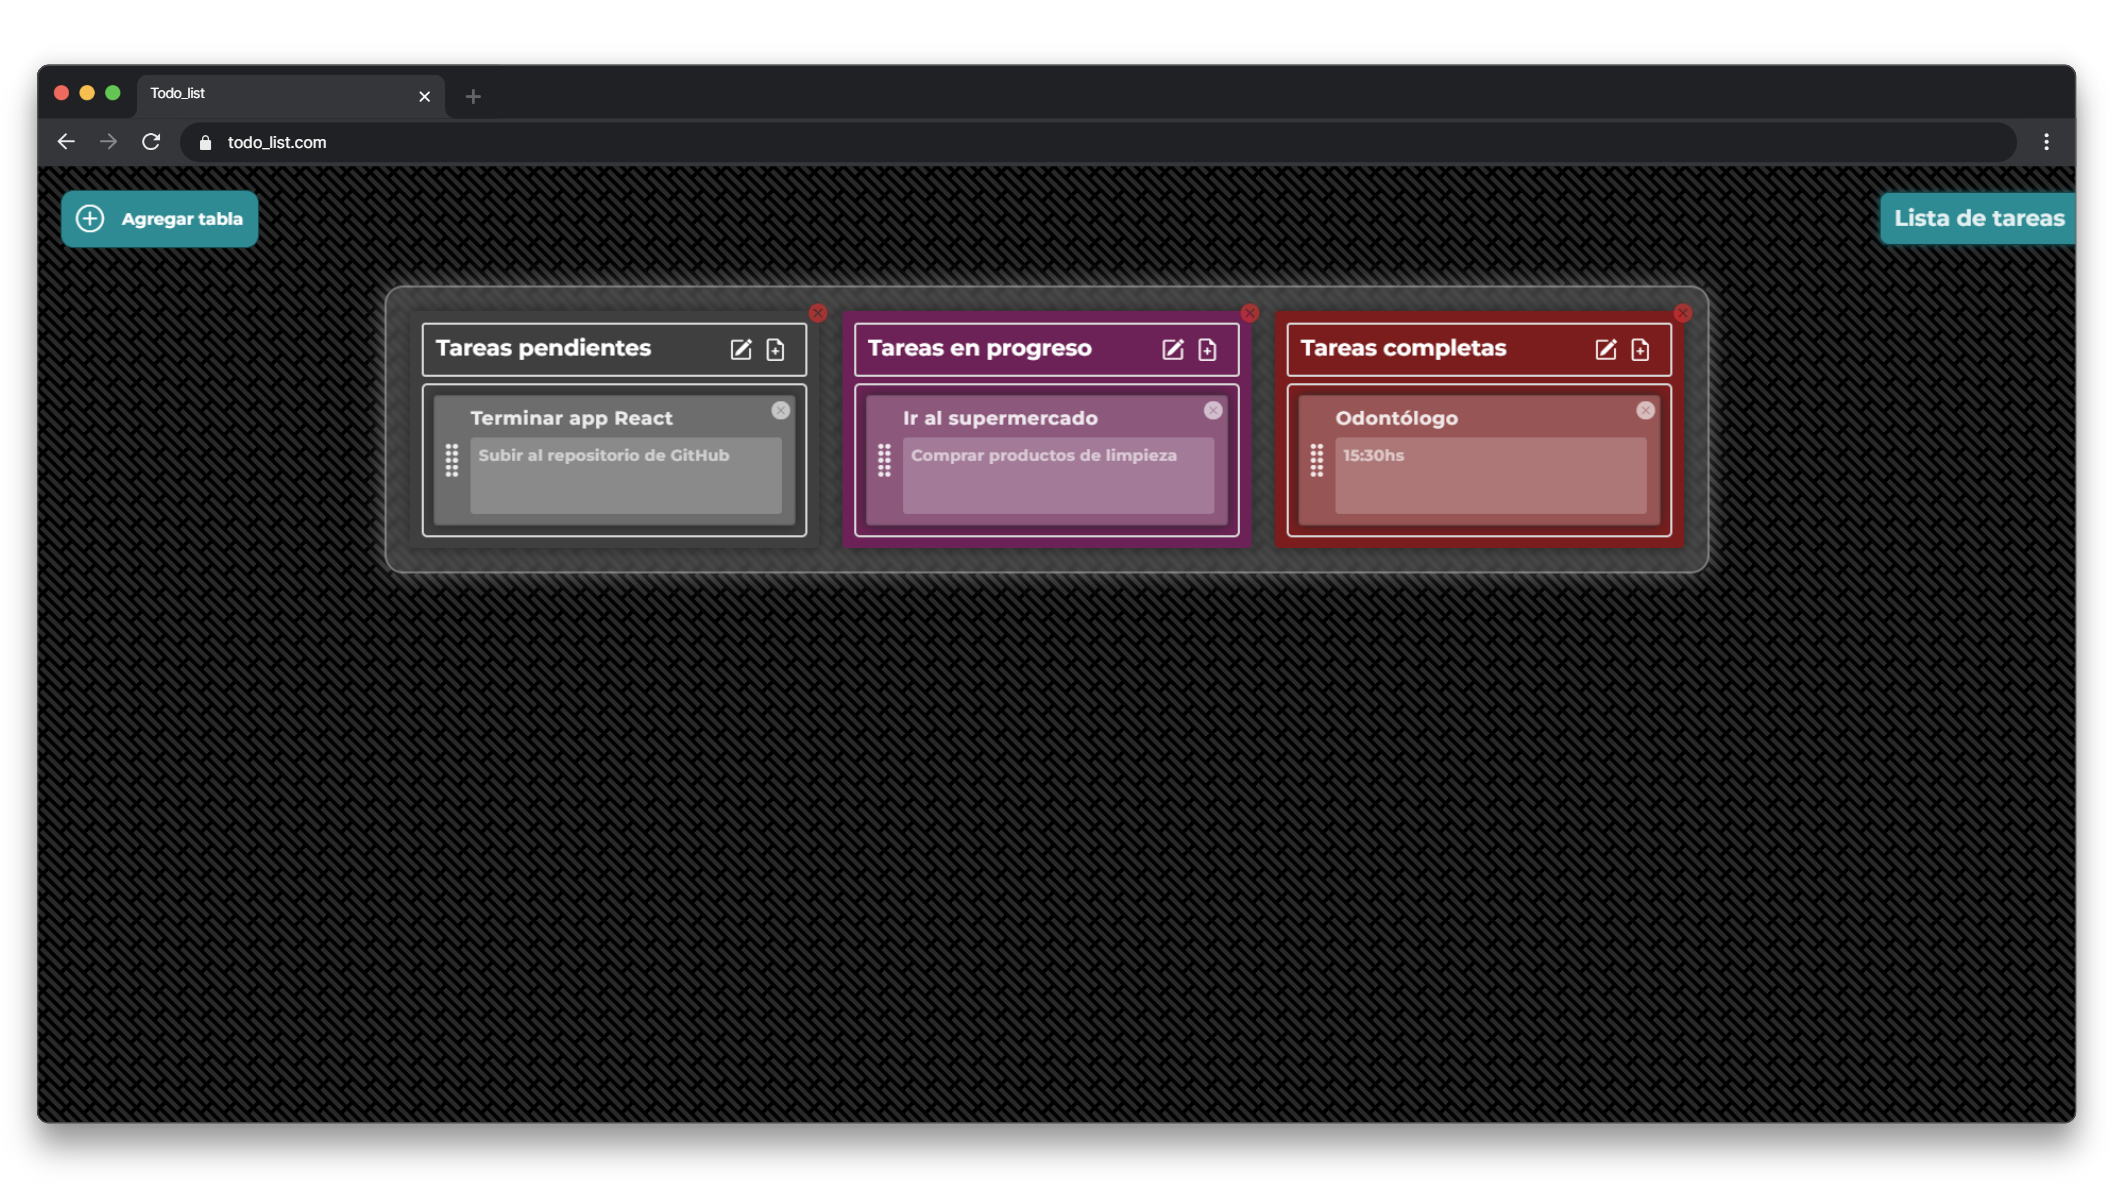 Todo_list
todo_list.com
Agregar tabla
Lista de tareas
Tareas pendientes
Terminar app React
Subir al repositorio de GitHub
Tareas en progreso
Ir al supermercado
Comprar productos de limpieza
Tareas completas
Odontólogo
15:30hs